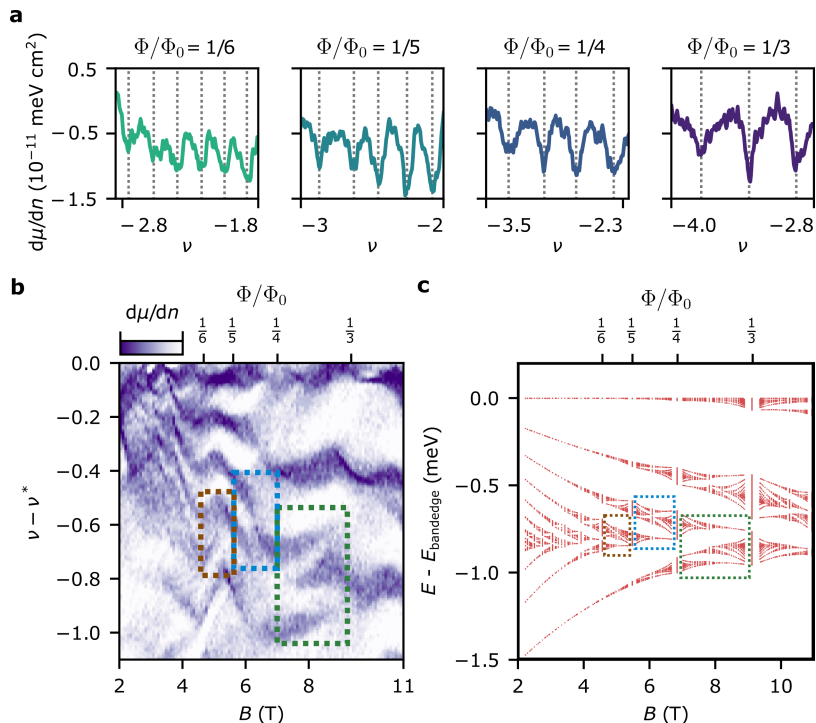 a
Φ/Φ₀ = 1/6
Φ/Φ₀ = 1/5
Φ/Φ₀ = 1/4
Φ/Φ₀ = 1/3
dμ/dn (10⁻¹¹ meV cm²)
0.5
−0.5
−1.5
−2.8
−1.8
−3
−2
−3.5
−2.3
−4.0
−2.8
ν
ν
ν
ν
b
dμ/dn
Φ/Φ₀
1/6
1/5
1/4
1/3
ν − ν*
0.0
−0.2
−0.4
−0.6
−0.8
−1.0
2
4
6
8
11
B (T)
c
Φ/Φ₀
1/6
1/5
1/4
1/3
E - E_bandedge (meV)
0.0
−0.5
−1.0
−1.5
2
4
6
8
10
B (T)